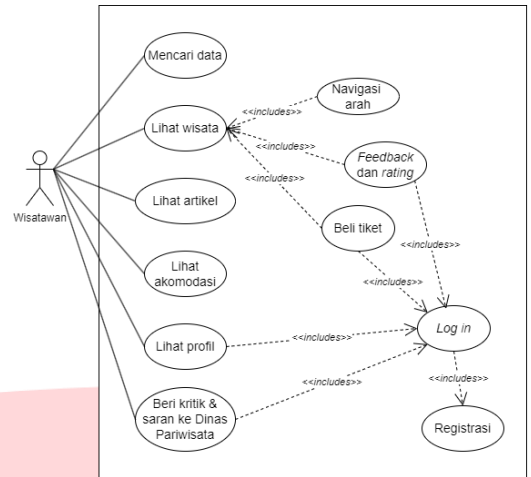 Mencari data
Navigasi
arah
<<includes>>
Lihat wisata
<<includes>>
Feedback
dan rating
<<includes>>
Wisatawan
Lihat artikel
Beli tiket
<<includes>>
Lihat
akomodasi
<<includes>>
Log in
Lihat profil
<<includes>>
<<includes>>
<<includes>>
Beri kritik &
saran ke Dinas
Pariwisata
Registrasi